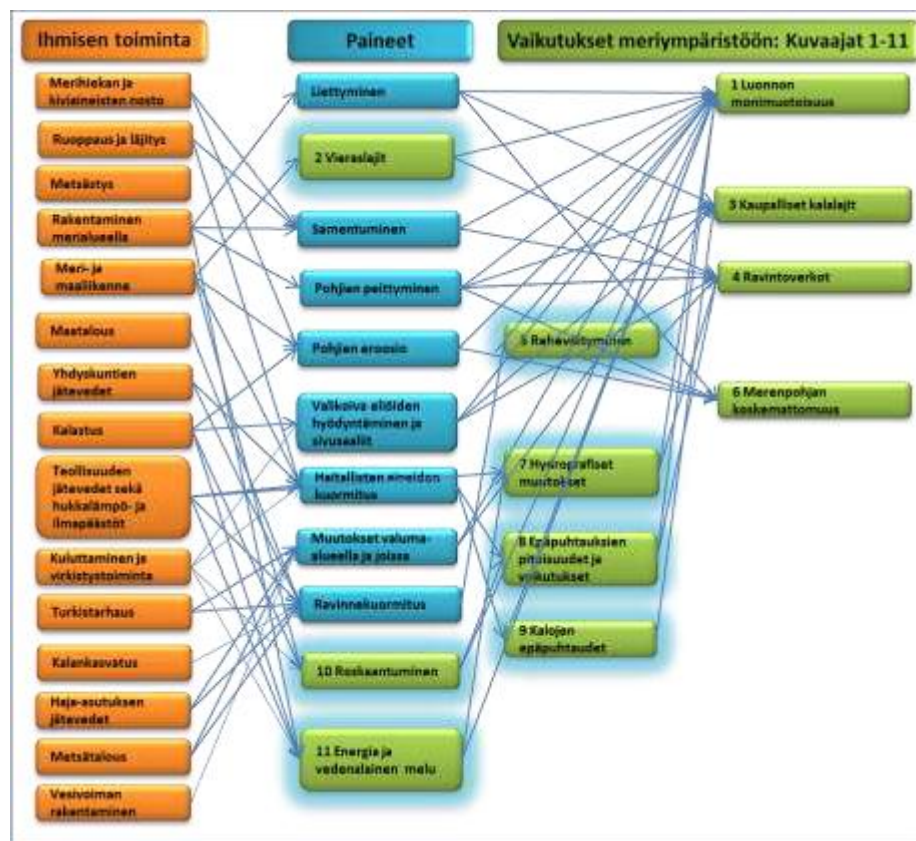 Ihmisen toiminta
Merihiekan ja
kiviaineisten nosto
Ruoppaus ja läjitys
Metsästys
Rakentaminen
merialueella
Meri- ja
maaliikenne
Maatalous
Yhdyskuntien
jätevedet
Kalastus
Teollisuuden
jätevedet sekä
hukkalämpö- ja
ilmapäästöt
Kuluttaminen ja
virkistystoiminta
Turkistarhaus
Kalankasvatus
Haja-asutuksen
jätevedet
Metsätalous
Vesivoiman
rakentaminen
Paineet
Liettyminen
2 Vieraslajit
Samentuminen
Pohjien peittyminen
Pohjien eroosio
Valikoiva eliöiden
hyödyntäminen ja
sivusaaliit
Haitallisten aineiden
kuormitus
Muutokset valuma-
alueella ja joissa
Ravinnekuormitus
10 Roskaantuminen
11 Energia ja
vedenalainen melu
Vaikutukset meriympäristöön: Kuvaajat 1-11
5 Rehevöityminen
7 Hydrografiset
muutokset
8 Epäpuhtauksien
pitoisuudet ja
vaikutukset
9 Kalojen
epäpuhtaudet
1 Luonnon
monimuotoisuus
3 Kaupalliset kalalajit
4 Ravintoverkot
6 Merenpohjan
koskemattomuus